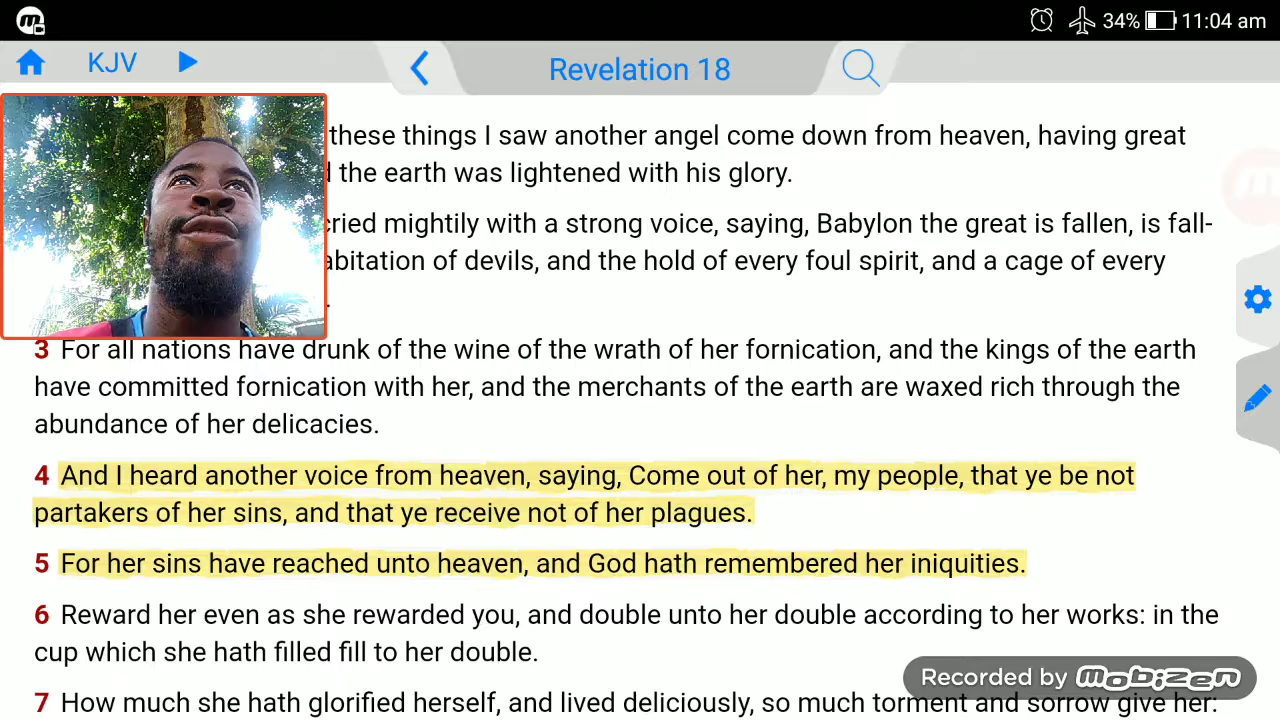 34% 11:04 am
KJV Revelation 18
these things I saw another angel come down from heaven, having great
the earth was lightened with his glory.
cried mightily with a strong voice, saying, Babylon the great is fallen, is fall-
abitation of devils, and the hold of every foul spirit, and a cage of every
3 For all nations have drunk of the wine of the wrath of her fornication, and the kings of the earth
have committed fornication with her, and the merchants of the earth are waxed rich through the
abundance of her delicacies.
4 And I heard another voice from heaven, saying, Come out of her, my people, that ye be not
partakers of her sins, and that ye receive not of her plagues.
5 For her sins have reached unto heaven, and God hath remembered her iniquities.
6 Reward her even as she rewarded you, and double unto her double according to her works: in the
cup which she hath filled fill to her double.
7 How much she hath glorified herself, and lived deliciously, so much torment and sorrow give her:
Recorded by mobizen